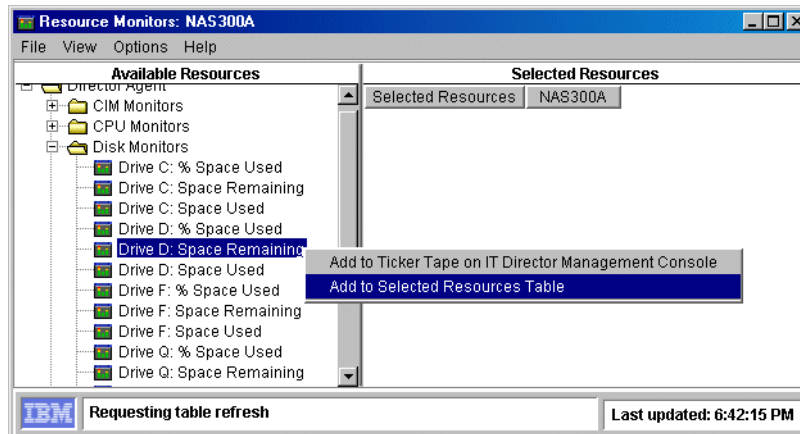 Resource Monitors: NAS300A
File View Options Help
Available Resources
Selected Resources
Director Agent
CIM Monitors
CPU Monitors
Disk Monitors
Drive C: % Space Used
Drive C: Space Remaining
Drive C: Space Used
Drive D: % Space Used
Drive D: Space Remaining
Drive D: Space Used
Drive F: % Space Used
Drive F: Space Remaining
Drive F: Space Used
Drive Q: % Space Used
Drive Q: Space Remaining
Selected Resources NAS300A
Add to Ticker Tape on IT Director Management Console
Add to Selected Resources Table
IBM
Requesting table refresh
Last updated: 6:42:15 PM